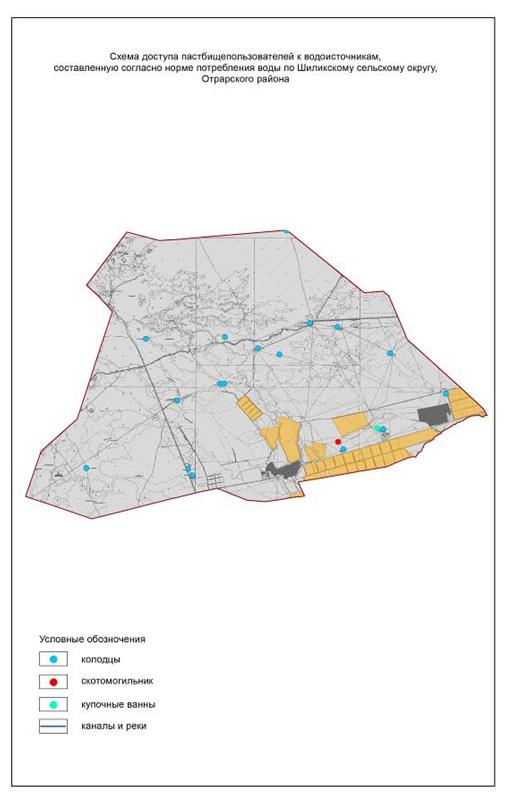 Схема доступа пастбищепользователей к водоисточникам,
составленную согласно норме потребления воды по Шиликскому сельскому округу,
Отрарского района
Условные обозначения
колодцы
скотомогильник
купочные ванны
каналы и реки